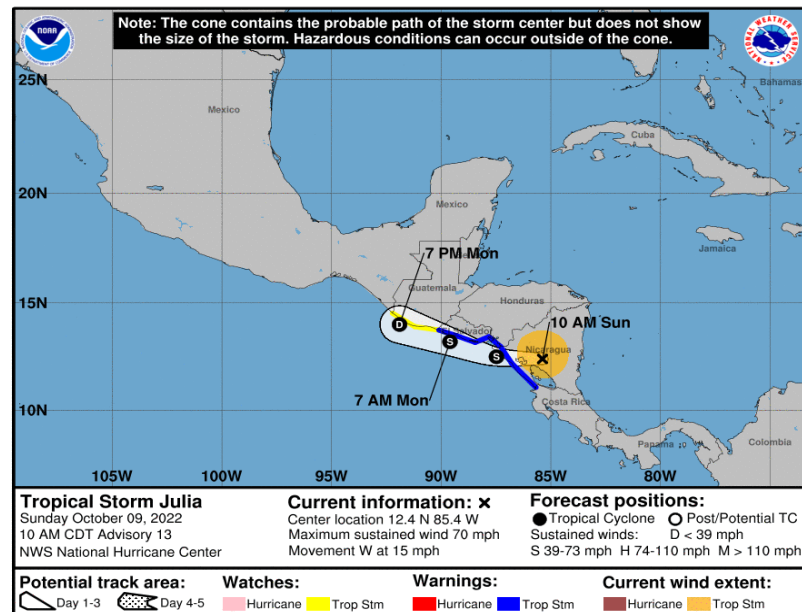 Note: The cone contains the probable path of the storm center but does not show
the size of the storm. Hazardous conditions can occur outside of the cone.
NOAA
NATIONAL WEATHER SERVICE
25N
Mexico
Bahamas
Cuba
20N
Mexico
Jamaica
7 PM Mon
Guatemala
15N
Honduras
10 AM Sun
D
El Salvador
S
S
Nicaragua
7 AM Mon
10N
Costa Rica
Panama
Colombia
105W 100W 95W 90W 85W 80W
Tropical Storm Julia
Sunday October 09, 2022
10 AM CDT Advisory 13
NWS National Hurricane Center
Current information: x
Center location 12.4 N 85.4 W
Maximum sustained wind 70 mph
Movement W at 15 mph
Forecast positions:
Tropical Cyclone Post/Potential TC
Sustained winds: D < 39 mph
S 39-73 mph H 74-110 mph M > 110 mph
Potential track area:
Day 1-3 Day 4-5
Watches:
Hurricane Trop Stm
Warnings:
Hurricane Trop Stm
Current wind extent:
Hurricane Trop Stm